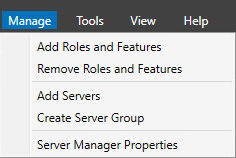 Manage Tools View Help
Add Roles and Features
Remove Roles and Features
Add Servers
Create Server Group
Server Manager Properties